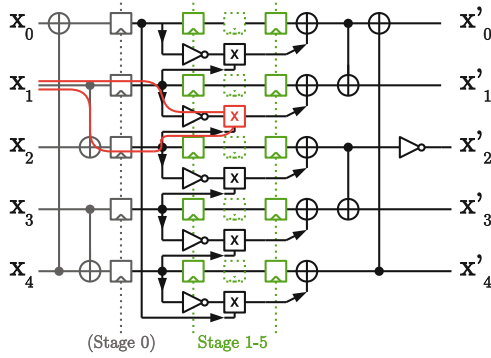 x0 x'0
X
x1 x'1
X
x2 x'2
X
x3 x'3
X
x4 x'4
X
(Stage 0) Stage 1-5